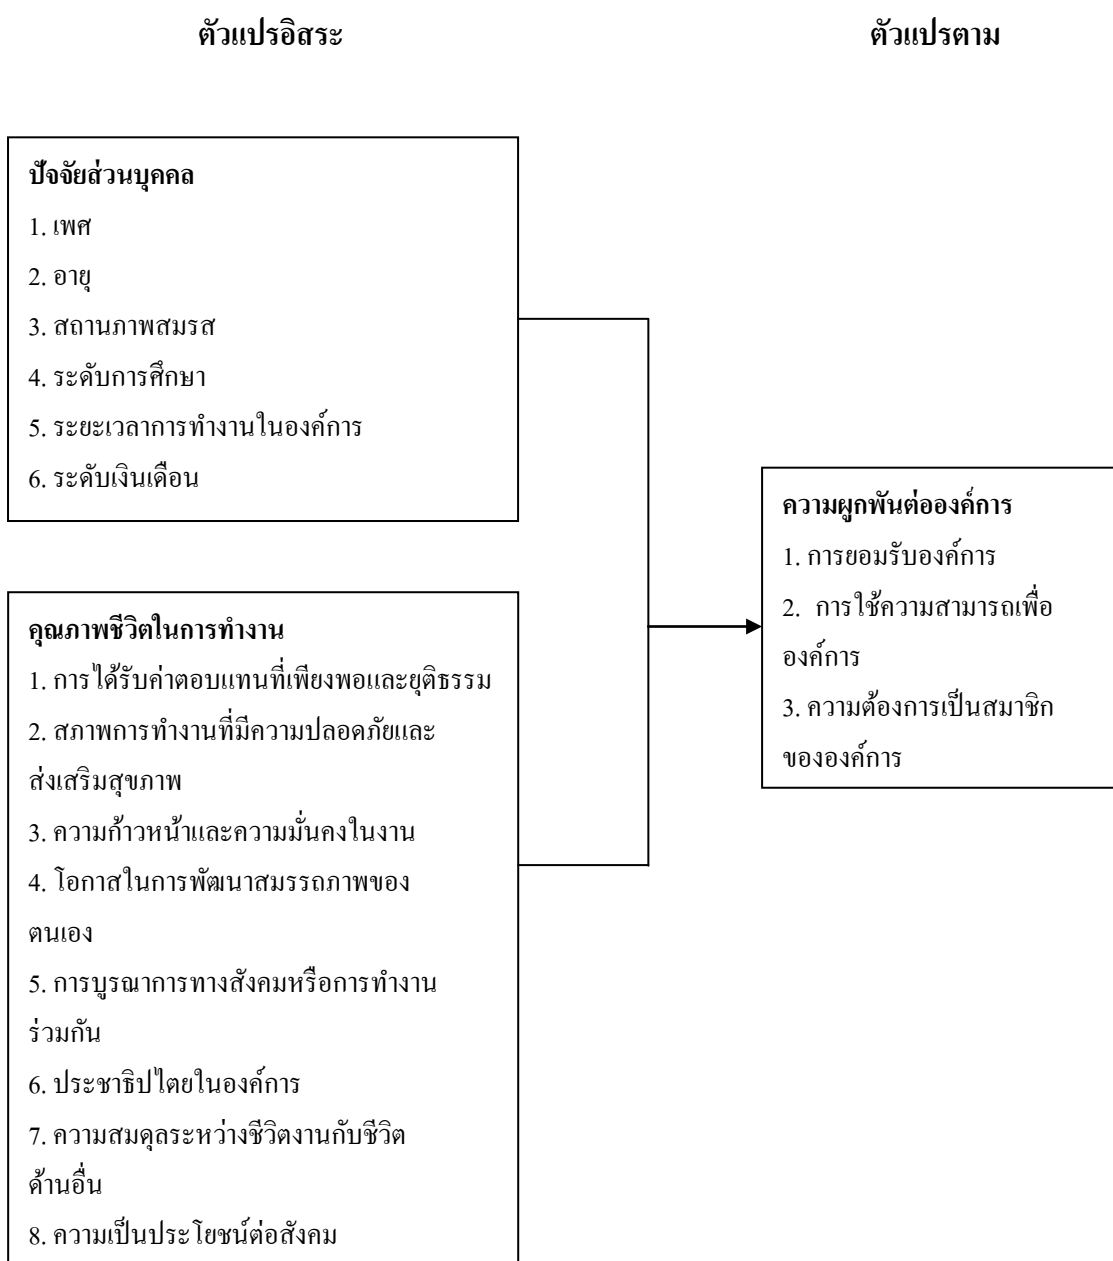 ตัวแปรอิสระ
ตัวแปรตาม
ปัจจัยส่วนบุคคล
1. เพศ
2. อายุ
3. สถานภาพสมรส
4. ระดับการศึกษา
5. ระยะเวลาการทำงานในองค์การ
6. ระดับเงินเดือน
คุณภาพชีวิตในการทำงาน
1. การได้รับค่าตอบแทนที่เพียงพอและยุติธรรม
2. สภาพการทำงานที่มีความปลอดภัยและ
ส่งเสริมสุขภาพ
3. ความก้าวหน้าและความมั่นคงในงาน
4. โอกาสในการพัฒนาสมรรถภาพของ
ตนเอง
5. การบูรณาการทางสังคมหรือการทำงาน
ร่วมกัน
6. ประชาธิปไตยในองค์การ
7. ความสมดุลระหว่างชีวิตงานกับชีวิต
ด้านอื่น
8. ความเป็นประโยชน์ต่อสังคม
ความผูกพันต่อองค์การ
1. การยอมรับองค์การ
2. การใช้ความสามารถเพื่อ
องค์การ
3. ความต้องการเป็นสมาชิก
ขององค์การ